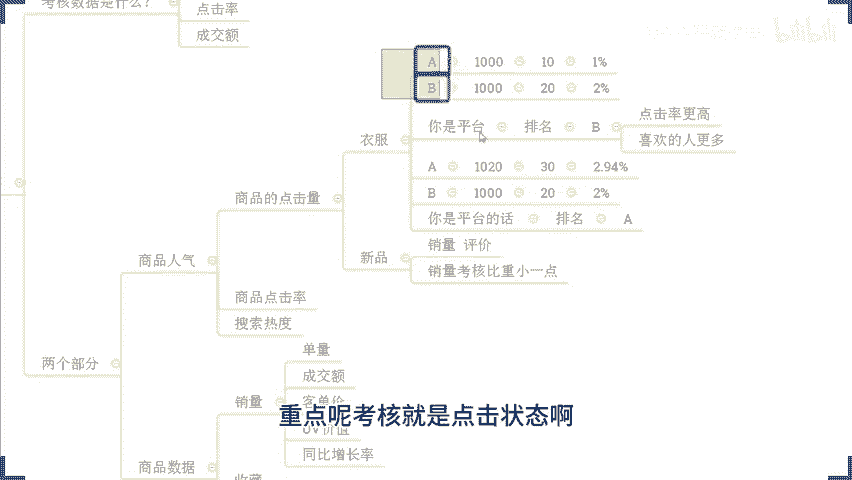 考核数据是什么？
点击率
成交额
A 1000 10 1%
B 1000 20 2%
你是平台 排名 B
点击率更高
喜欢的人更多
衣服
A 1020 30 2.94%
B 1000 20 2%
你是平台的话 排名 A
商品的点击量
新品
销量 评价
销量考核比重小一点
商品人气
商品点击率
搜索热度
两个部分
单量
成交额
销量
客单价
UV价值
同比增长率
商品数据
收藏
重点呢考核就是点击状态啊
bilibili